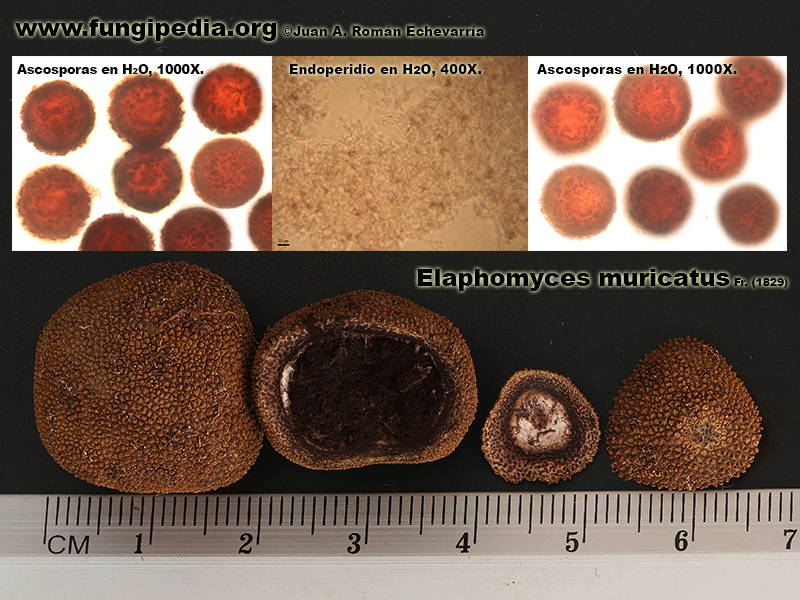 www.fungipedia.org ©Juan A. Román Echevarría
Ascosporas en H₂O, 1000X.
Endoperidio en H2O, 400X.
Ascosporas en H2O, 1000X.
Elaphomyces muricatus Fr. (1829)
CM 1 2 3 4 5 6 7